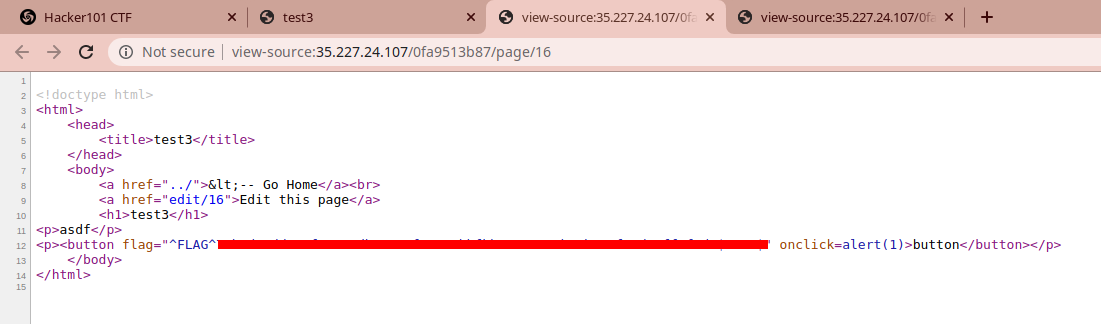 Hacker101 CTF
test3
view-source:35.227.24.107/0fa
view-source:35.227.24.107/0fa
Not secure
view-source:35.227.24.107/0fa9513b87/page/16
1
2 <!doctype html>
3 <html>
4 <head>
5 <title>test3</title>
6 </head>
7 <body>
8 <a href="../">&lt;-- Go Home</a><br>
9 <a href="edit/16">Edit this page</a>
10 <h1>test3</h1>
11 <p>asdf</p>
12 <p><button flag="^FLAG^ " onclick=alert(1)>button</button></p>
13 </body>
14 </html>
15